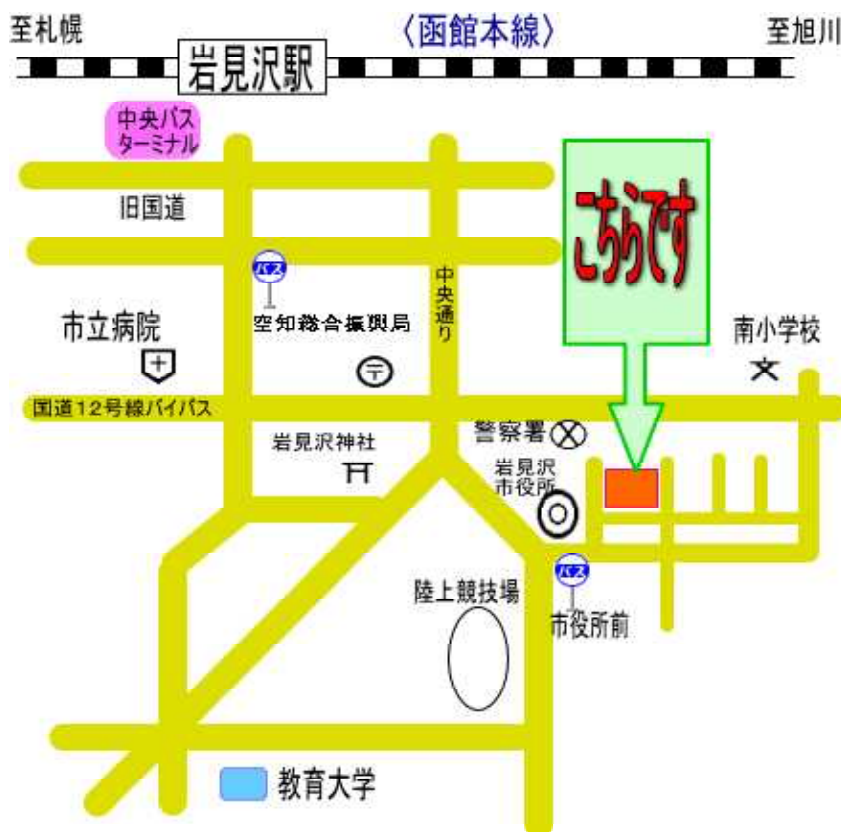 至札幌
〈函館本線〉
至旭川
岩見沢駅
中央バス
ターミナル
旧国道
こちらです
バス
中央通り
空知総合振興局
市立病院
南小学校
〒
国道12号線バイパス
警察署
岩見沢神社
岩見沢
市役所
バス
陸上競技場
市役所前
教育大学